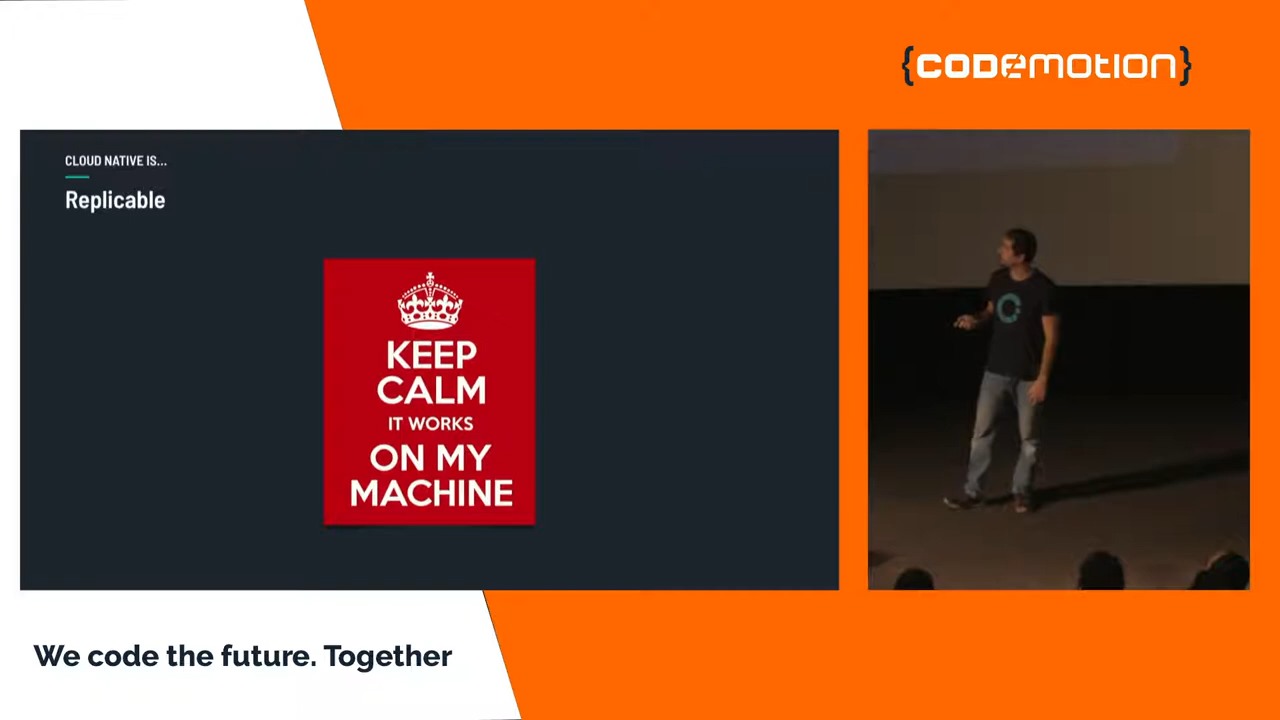 {CODEMOTION}
CLOUD NATIVE IS...
Replicable
KEEP
CALM
IT WORKS
ON MY
MACHINE
We code the future. Together